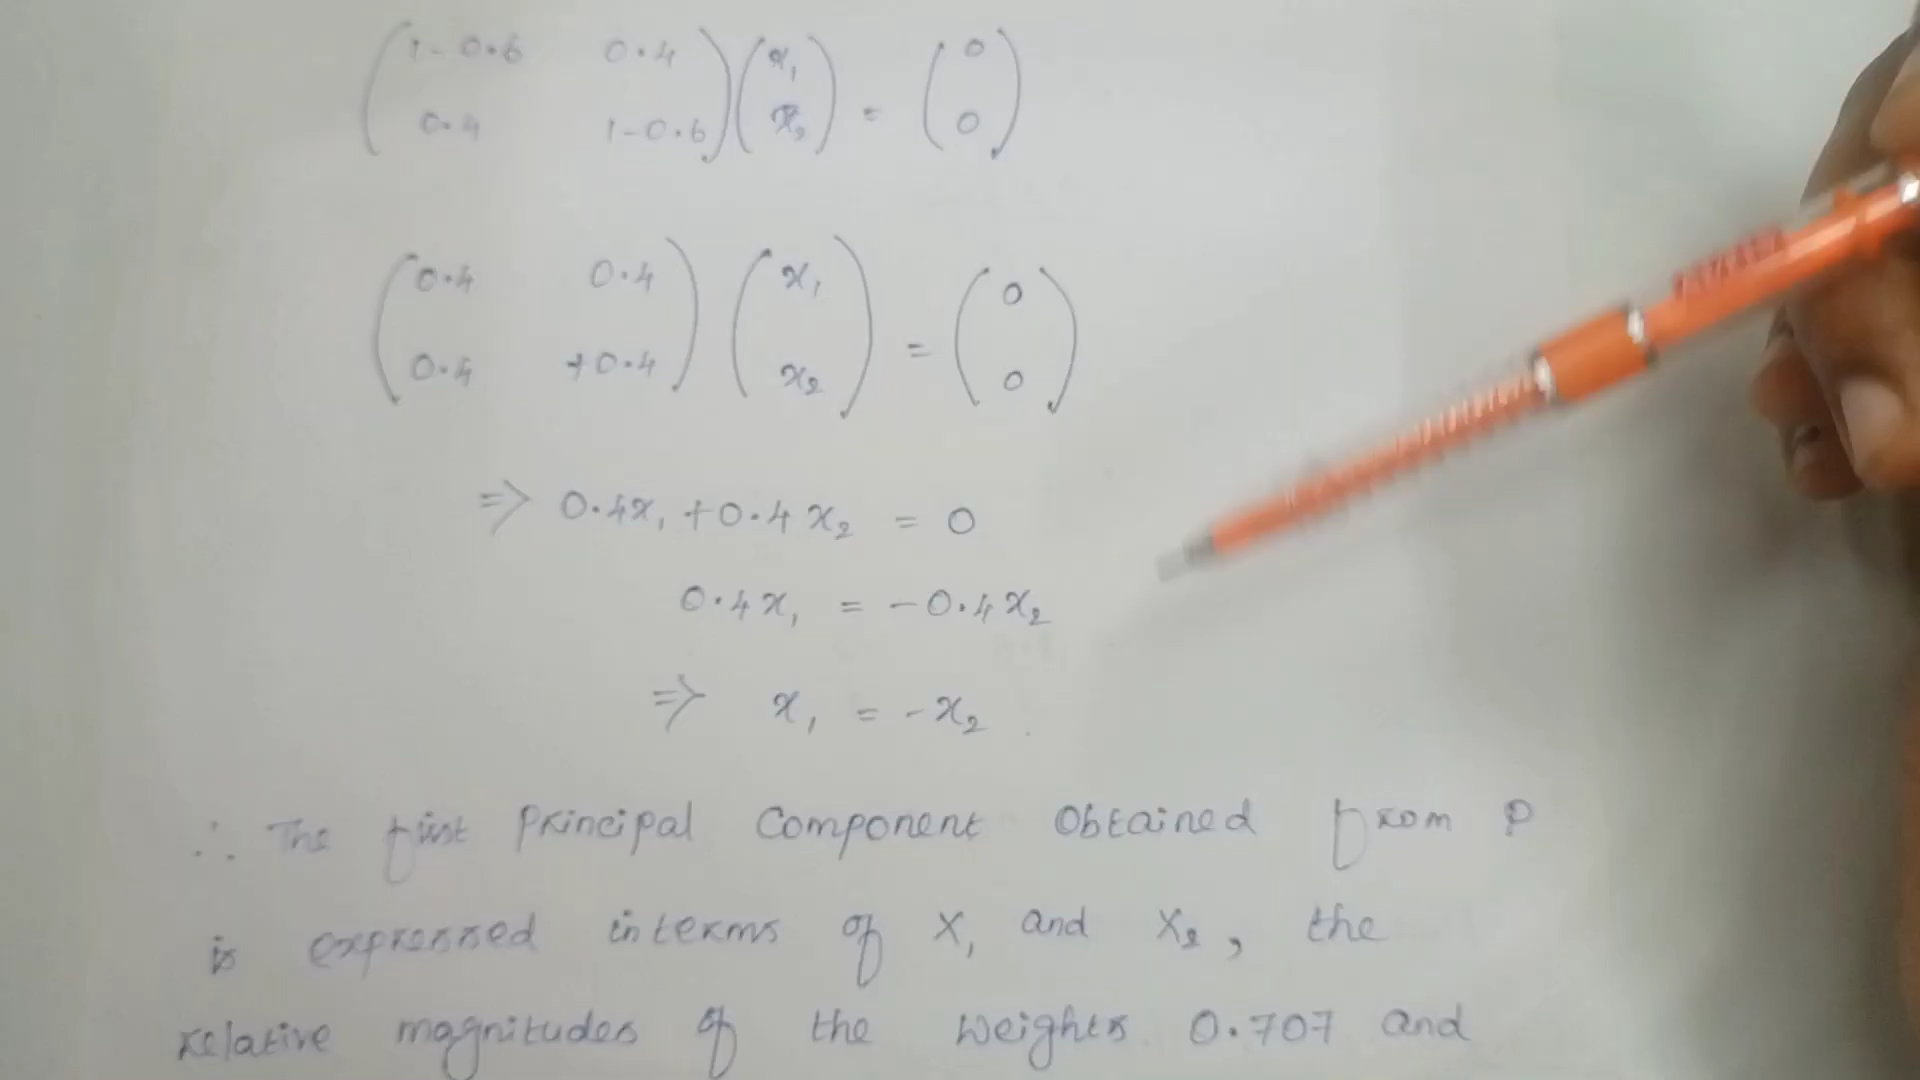 ( 1-0.6 0.4 ) ( x₁ ) = ( 0 )
( 0.4 1-0.6 ) ( x₂ ) ( 0 )
( 0.4 0.4 ) ( x₁ ) = ( 0 )
( 0.4 +0.4 ) ( x₂ ) ( 0 )
⇒ 0.4x₁ + 0.4x₂ = 0
0.4x₁ = -0.4x₂
⇒ x₁ = -x₂
∴ The first Principal Component Obtained from P
is expressed in terms of X₁ and X₂, the
relative magnitudes of the weights 0.707 and